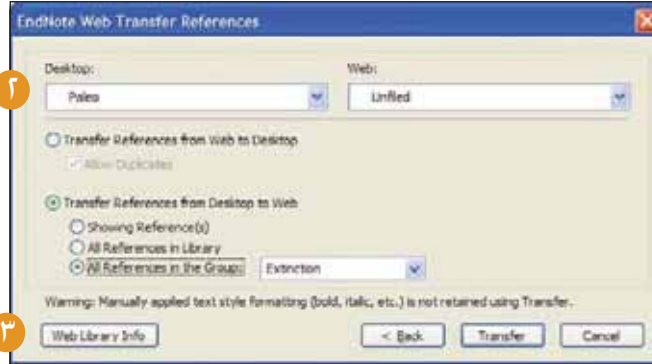 EndNote Web Transfer References
Desktop: Web:
۲ Paleo Unfiled
Transfer References from Web to Desktop
Allow Duplicates
Transfer References from Desktop to Web
Showing Reference(s)
All References in Library
All References in the Group: Extinction
Warning: Manually applied text style formatting (bold, italic, etc.) is not retained using Transfer.
۳ Web Library Info < Back Transfer Cancel